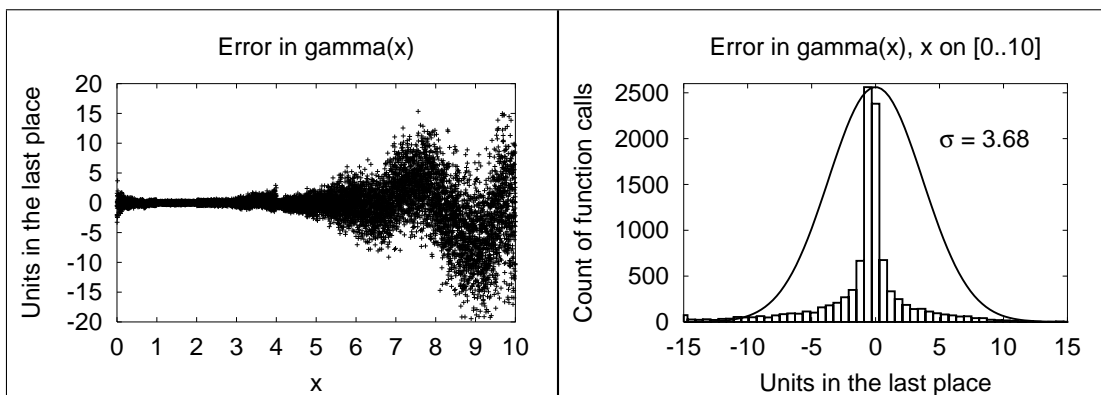 Error in gamma(x)
Units in the last place
20
15
10
5
0
-5
-10
-15
-20
0 1 2 3 4 5 6 7 8 9 10
x
Error in gamma(x), x on [0..10]
Count of function calls
2500
2000
1500
1000
500
0
σ = 3.68
-15 -10 -5 0 5 10 15
Units in the last place